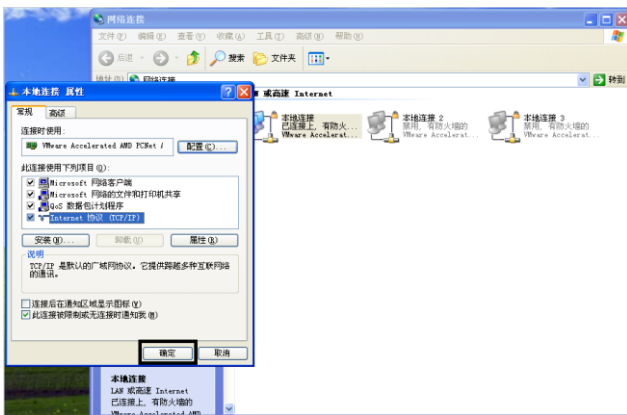 网络连接
文件(F) 编辑(E) 查看(V) 收藏(A) 工具(T) 高级(N) 帮助(H)
后退 搜索 文件夹
地址(D) 网络连接 转到
本地连接 属性
常规 高级
连接时使用:
VMware Accelerated AMD PCNet A 配置(C)...
此连接使用下列项目(O):
Microsoft 网络客户端
Microsoft 网络的文件和打印机共享
QoS 数据包计划程序
Internet 协议 (TCP/IP)
安装(N)... 卸载(U) 属性(R)
说明
TCP/IP 是默认的广域网协议。它提供跨越多种互联网络
的通讯。
连接后在通知区域显示图标(W)
此连接被限制或无连接时通知我(M)
确定 取消
或高速 Internet
本地连接
已连接上, 有防火...
VMware Accelerat...
本地连接 2
禁用, 有防火墙的
VMware Accelerat...
本地连接 3
禁用, 有防火墙的
VMware Accelerat...
本地连接
LAN 或高速 Internet
已连接上, 有防火墙的
VMware Accelerated AMD